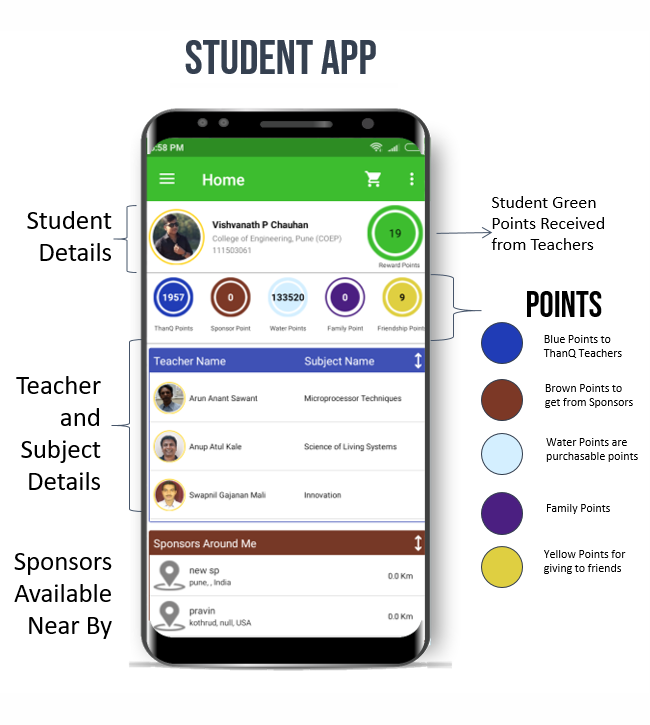 STUDENT APP
:58 PM
Home
Student
Details
Vishvanath P Chauhan
College of Engineering, Pune (COEP)
111503061
19
Reward Points
Student Green
Points Received
from Teachers
1957
0
133520
0
9
ThanQ Points
Sponsor Point
Water Points
Family Point
Friendship Point
POINTS
Blue Points to
ThanQ Teachers
Brown Points to
get from Sponsors
Water Points are
purchasable points
Family Points
Yellow Points for
giving to friends
Teacher
and
Subject
Details
Teacher Name Subject Name
Arun Anant Sawant Microprocessor Techniques
Anup Atul Kale Science of Living Systems
Swapnil Gajanan Mali Innovation
Sponsors
Available
Near By
Sponsors Around Me
new sp
pune, , India
0.0 Km
pravin
kothrud, null, USA
0.0 Km